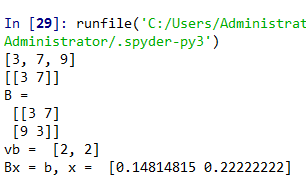 In [29]: runfile('C:/Users/Administrat
Administrator/.spyder-py3')
[3, 7, 9]
[[3 7]]
B =
[[3 7]
[9 3]]
vb =  [2, 2]
Bx = b, x =  [0.14814815 0.22222222]